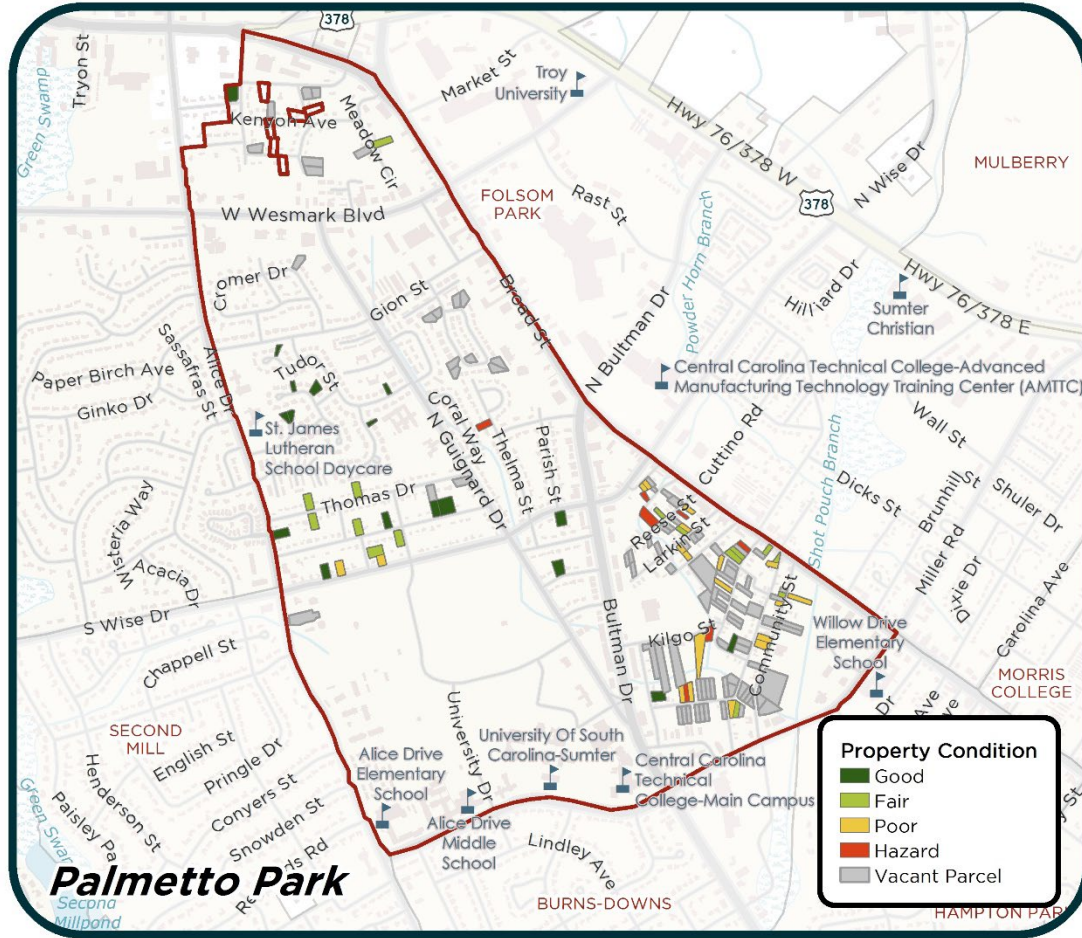 378
Tryon St
Green Swamp
Market St
Troy
University
Kenyon Ave
Meadow Cir
Hwy 76/378 W
N Wise Dr
MULBERRY
FOLSOM
PARK
378
Rast St
W Wesmark Blvd
Powder Horn Branch
Cromer Dr
Gion St
Broad St
Hilliard Dr
Hwy 76/378 E
Sumter
Christian
N Bultman Dr
Sassafras St
Alice Dr
Tudor St
Paper Birch Ave
Ginko Dr
Central Carolina Technical College-Advanced
Manufacturing Technology Training Center (AMTTC)
St. James
Lutheran
School Daycare
Coral Way
N Guignard Dr
Thelma St
Parish St
Cuttino Rd
Wall St
Shot Pouch Branch
Dicks St
Brunhill St
Shuler Dr
Wisteria Way
Thomas Dr
Reese St
Larkin St
Miller Rd
Acacia Dr
Dixie Dr
Carolina Ave
S Wise Dr
Bultman Dr
Kilgo St
Community St
Willow Drive
Elementary
School
Chappell St
MORRIS
COLLEGE
SECOND
MILL
English St
Pringle Dr
University Dr
University Of South
Carolina-Sumter
Alice Drive
Elementary
School
Central Carolina
Technical
College-Main Campus
Dr
Ave
Henderson St
Conyers St
Paisley Pa
Snowden St
Alice Drive
Middle
School
Lindley Ave
Green Swa
Second
Millpond
Palmetto Park
BURNS-DOWNS
HAMPTON PARK
Property Condition
Good
Fair
Poor
Hazard
Vacant Parcel